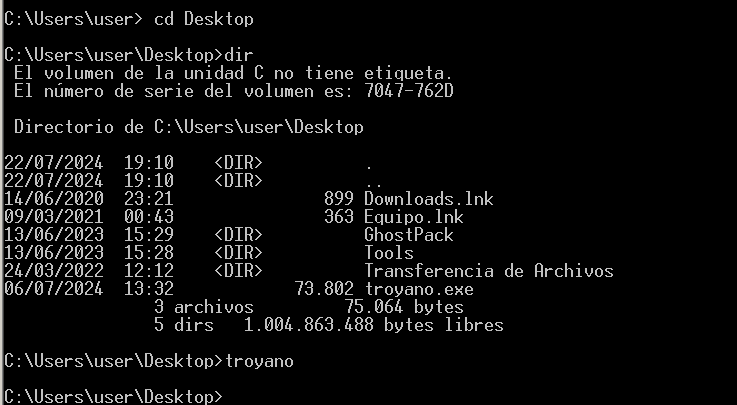 C:\Users\user> cd Desktop
C:\Users\user\Desktop>dir
 El volumen de la unidad C no tiene etiqueta.
 El número de serie del volumen es: 7047-762D
 Directorio de C:\Users\user\Desktop
22/07/2024  19:10    <DIR>          .
22/07/2024  19:10    <DIR>          ..
14/06/2020  23:21               899 Downloads.lnk
09/03/2021  00:43               363 Equipo.lnk
13/06/2023  15:29    <DIR>          GhostPack
13/06/2023  15:28    <DIR>          Tools
24/03/2022  12:12    <DIR>          Transferencia de Archivos
06/07/2024  13:32            73.802 troyano.exe
               3 archivos         75.064 bytes
               5 dirs   1.004.863.488 bytes libres
C:\Users\user\Desktop>troyano
C:\Users\user\Desktop>